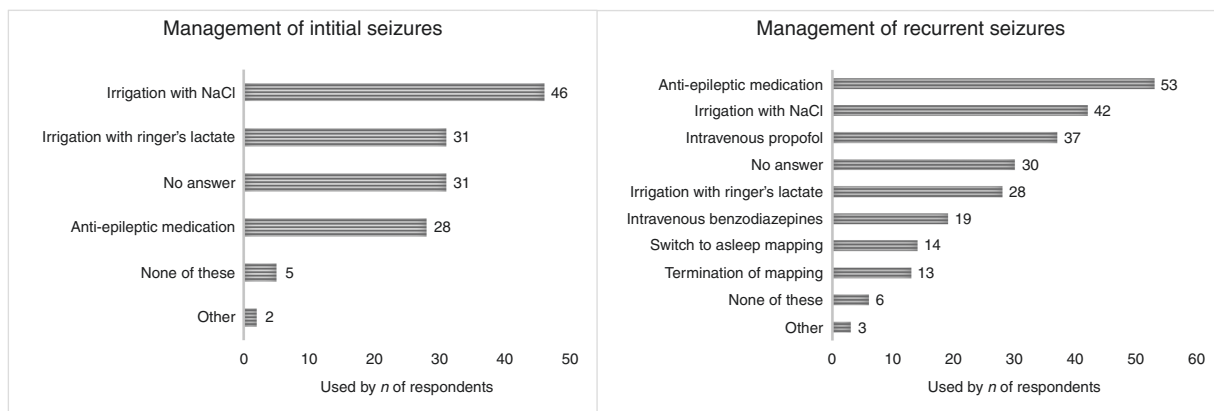 Management of intitial seizures
Irrigation with NaCl 46
Irrigation with ringer's lactate 31
No answer 31
Anti-epileptic medication 28
None of these 5
Other 2
0 10 20 30 40 50
Used by n of respondents
Management of recurrent seizures
Anti-epileptic medication 53
Irrigation with NaCl 42
Intravenous propofol 37
No answer 30
Irrigation with ringer's lactate 28
Intravenous benzodiazepines 19
Switch to asleep mapping 14
Termination of mapping 13
None of these 6
Other 3
0 10 20 30 40 50 60
Used by n of respondents